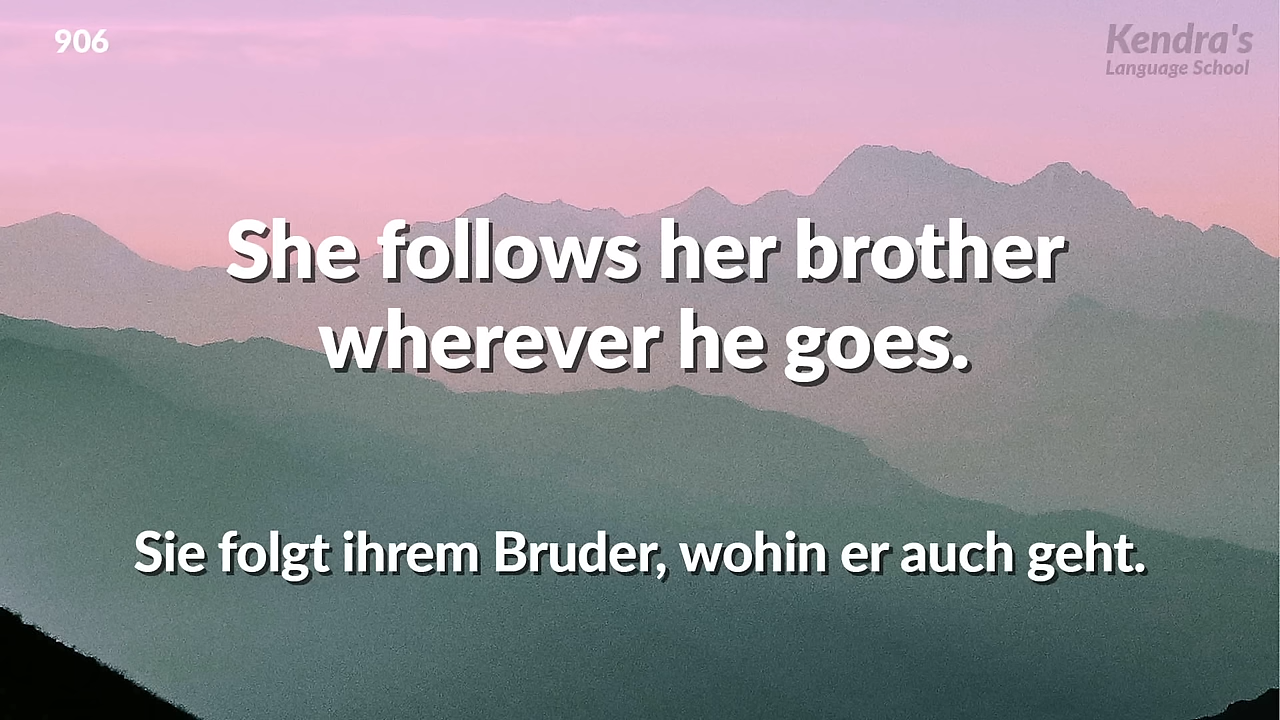 906
Kendra's
Language School
She follows her brother
wherever he goes.
Sie folgt ihrem Bruder, wohin er auch geht.